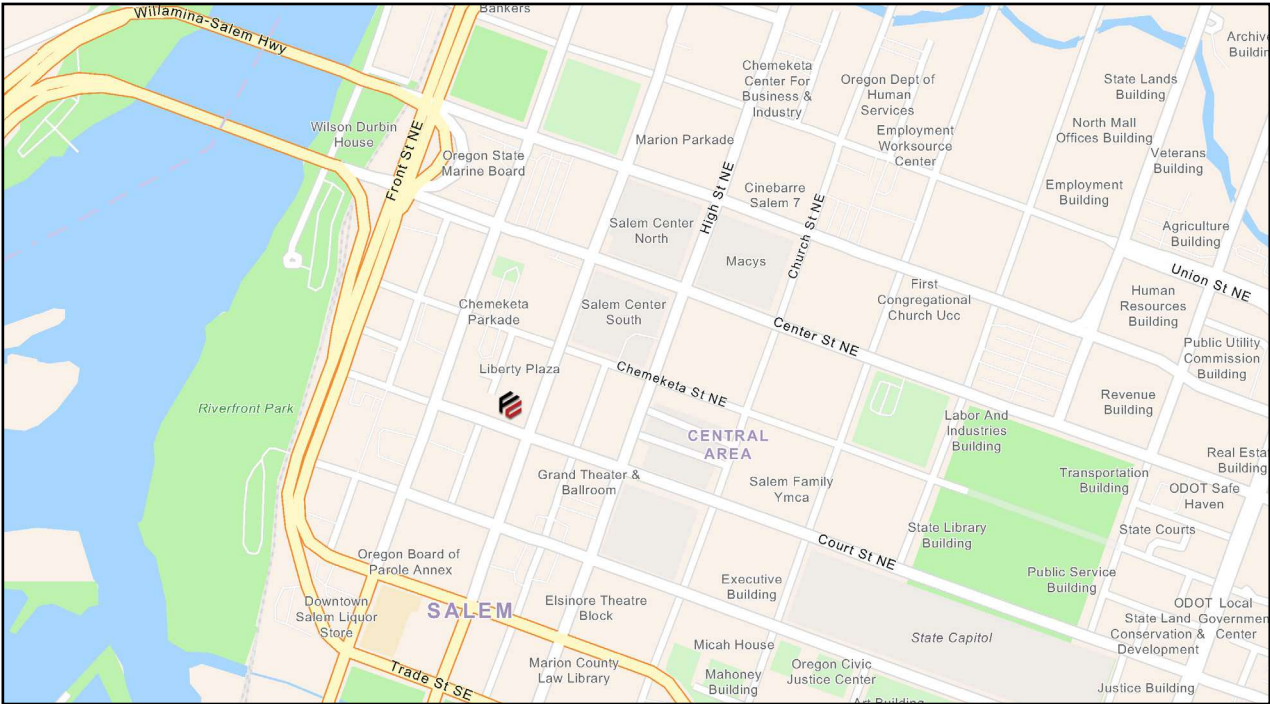 Bankers
Willamina-Salem Hwy
Archive
Building
Chemeketa
Center For
Business &
Industry
Oregon Dept of
Human
Services
State Lands
Building
Wilson Durbin
House
Front St NE
Oregon State
Marine Board
Marion Parkade
Employment
Worksource
Center
North Mall
Offices Building
Veterans
Building
High St NE
Cinebarre
Salem 7
Church St NE
Employment
Building
Salem Center
North
Macys
Agriculture
Building
Union St NE
First
Congregational
Church Ucc
Human
Resources
Building
Chemeketa
Parkade
Salem Center
South
Center St NE
Public Utility
Commission
Building
Liberty Plaza
Chemeketa St NE
Riverfront Park
Revenue
Building
Labor And
Industries
Building
CENTRAL
AREA
Real Esta
Building
Grand Theater &
Ballroom
Salem Family
Ymca
Transportation
Building
ODOT Safe
Haven
State Library
Building
State Courts
Court St NE
Oregon Board of
Parole Annex
Executive
Building
Public Service
Building
Downtown
Salem Liquor
Store
SALEM
Elsinore Theatre
Block
ODOT Local
Governmen
Center
State Land
Conservation &
Development
State Capitol
Micah House
Trade St SE
Marion County
Law Library
Mahoney
Building
Oregon Civic
Justice Center
Justice Building
Art Building